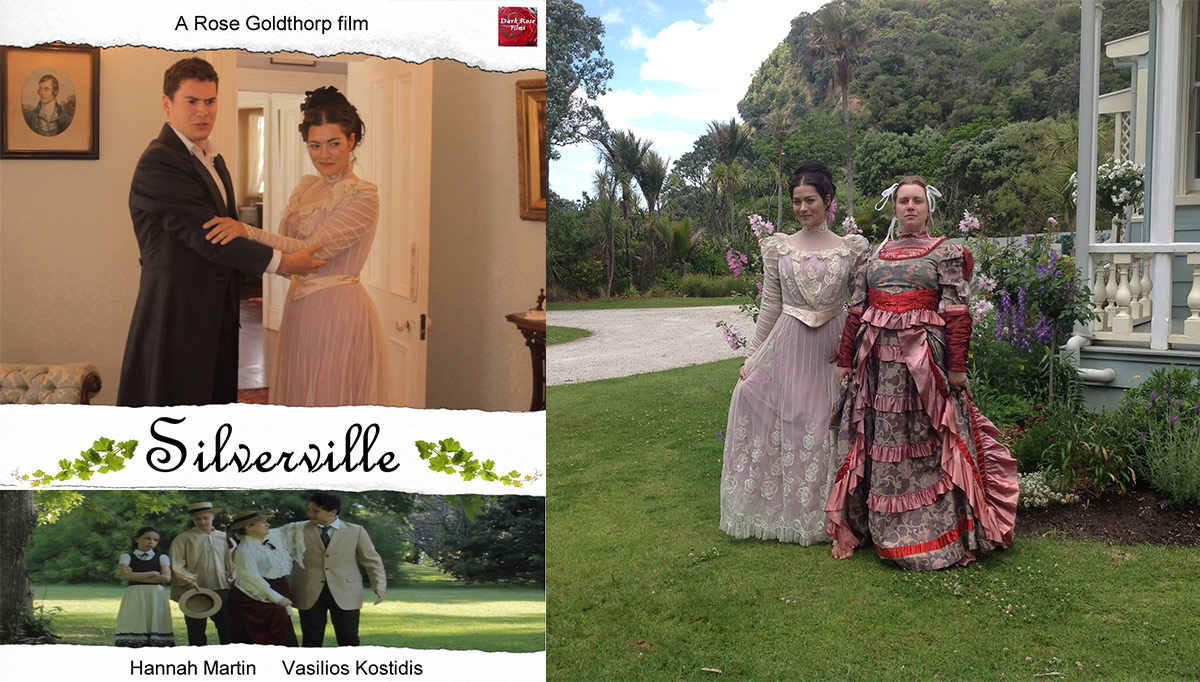 A Rose Goldthorp film
Dark Rose
Films
Silverville
Hannah Martin Vasilios Kostidis